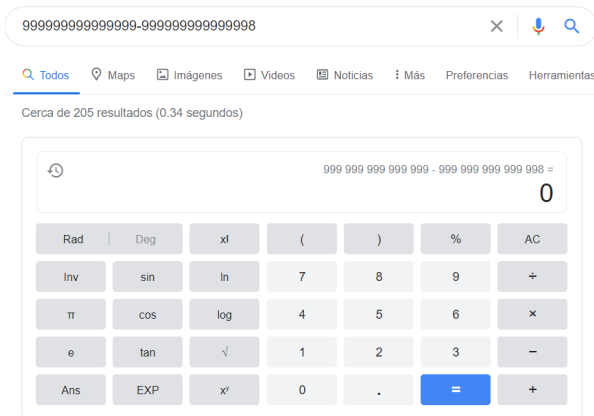 999999999999999-999999999999998
Todos Maps Imágenes Videos Noticias Más Preferencias Herramientas
Cerca de 205 resultados (0.34 segundos)
999 999 999 999 999 - 999 999 999 999 998 =
0
Rad Deg x! ( ) % AC
Inv sin ln 7 8 9 ÷
π cos log 4 5 6 ×
e tan √ 1 2 3 −
Ans EXP xʸ 0 . = +